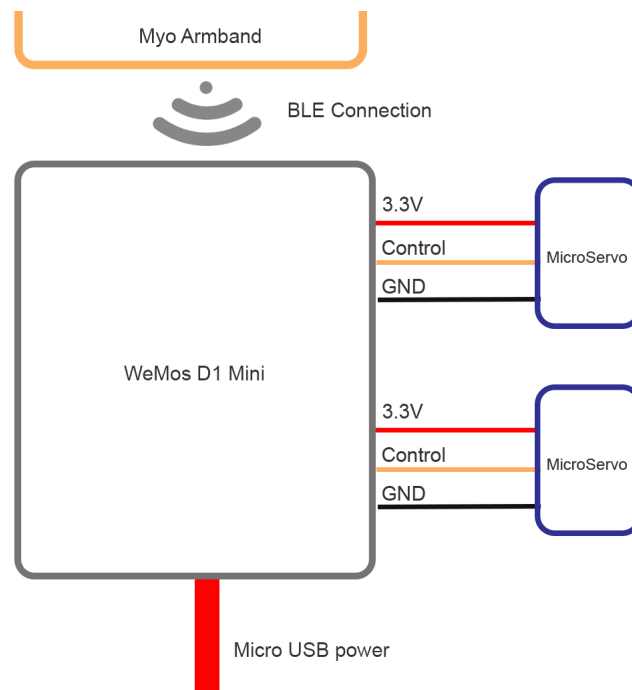 Myo Armband
BLE Connection
3.3V
Control
GND
MicroServo
WeMos D1 Mini
3.3V
Control
GND
MicroServo
Micro USB power